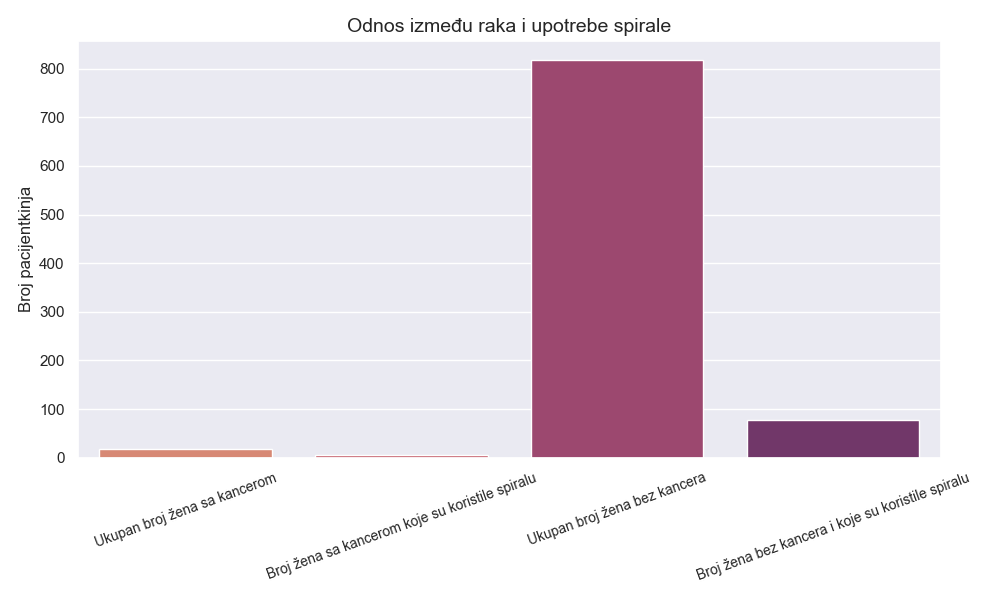 Odnos između raka i upotrebe spirale
Broj pacijentkinja
800
700
600
500
400
300
200
100
0
Ukupan broj žena sa kancerom
Broj žena sa kancerom koje su koristile spiralu
Ukupan broj žena bez kancera
Broj žena bez kancera i koje su koristile spiralu